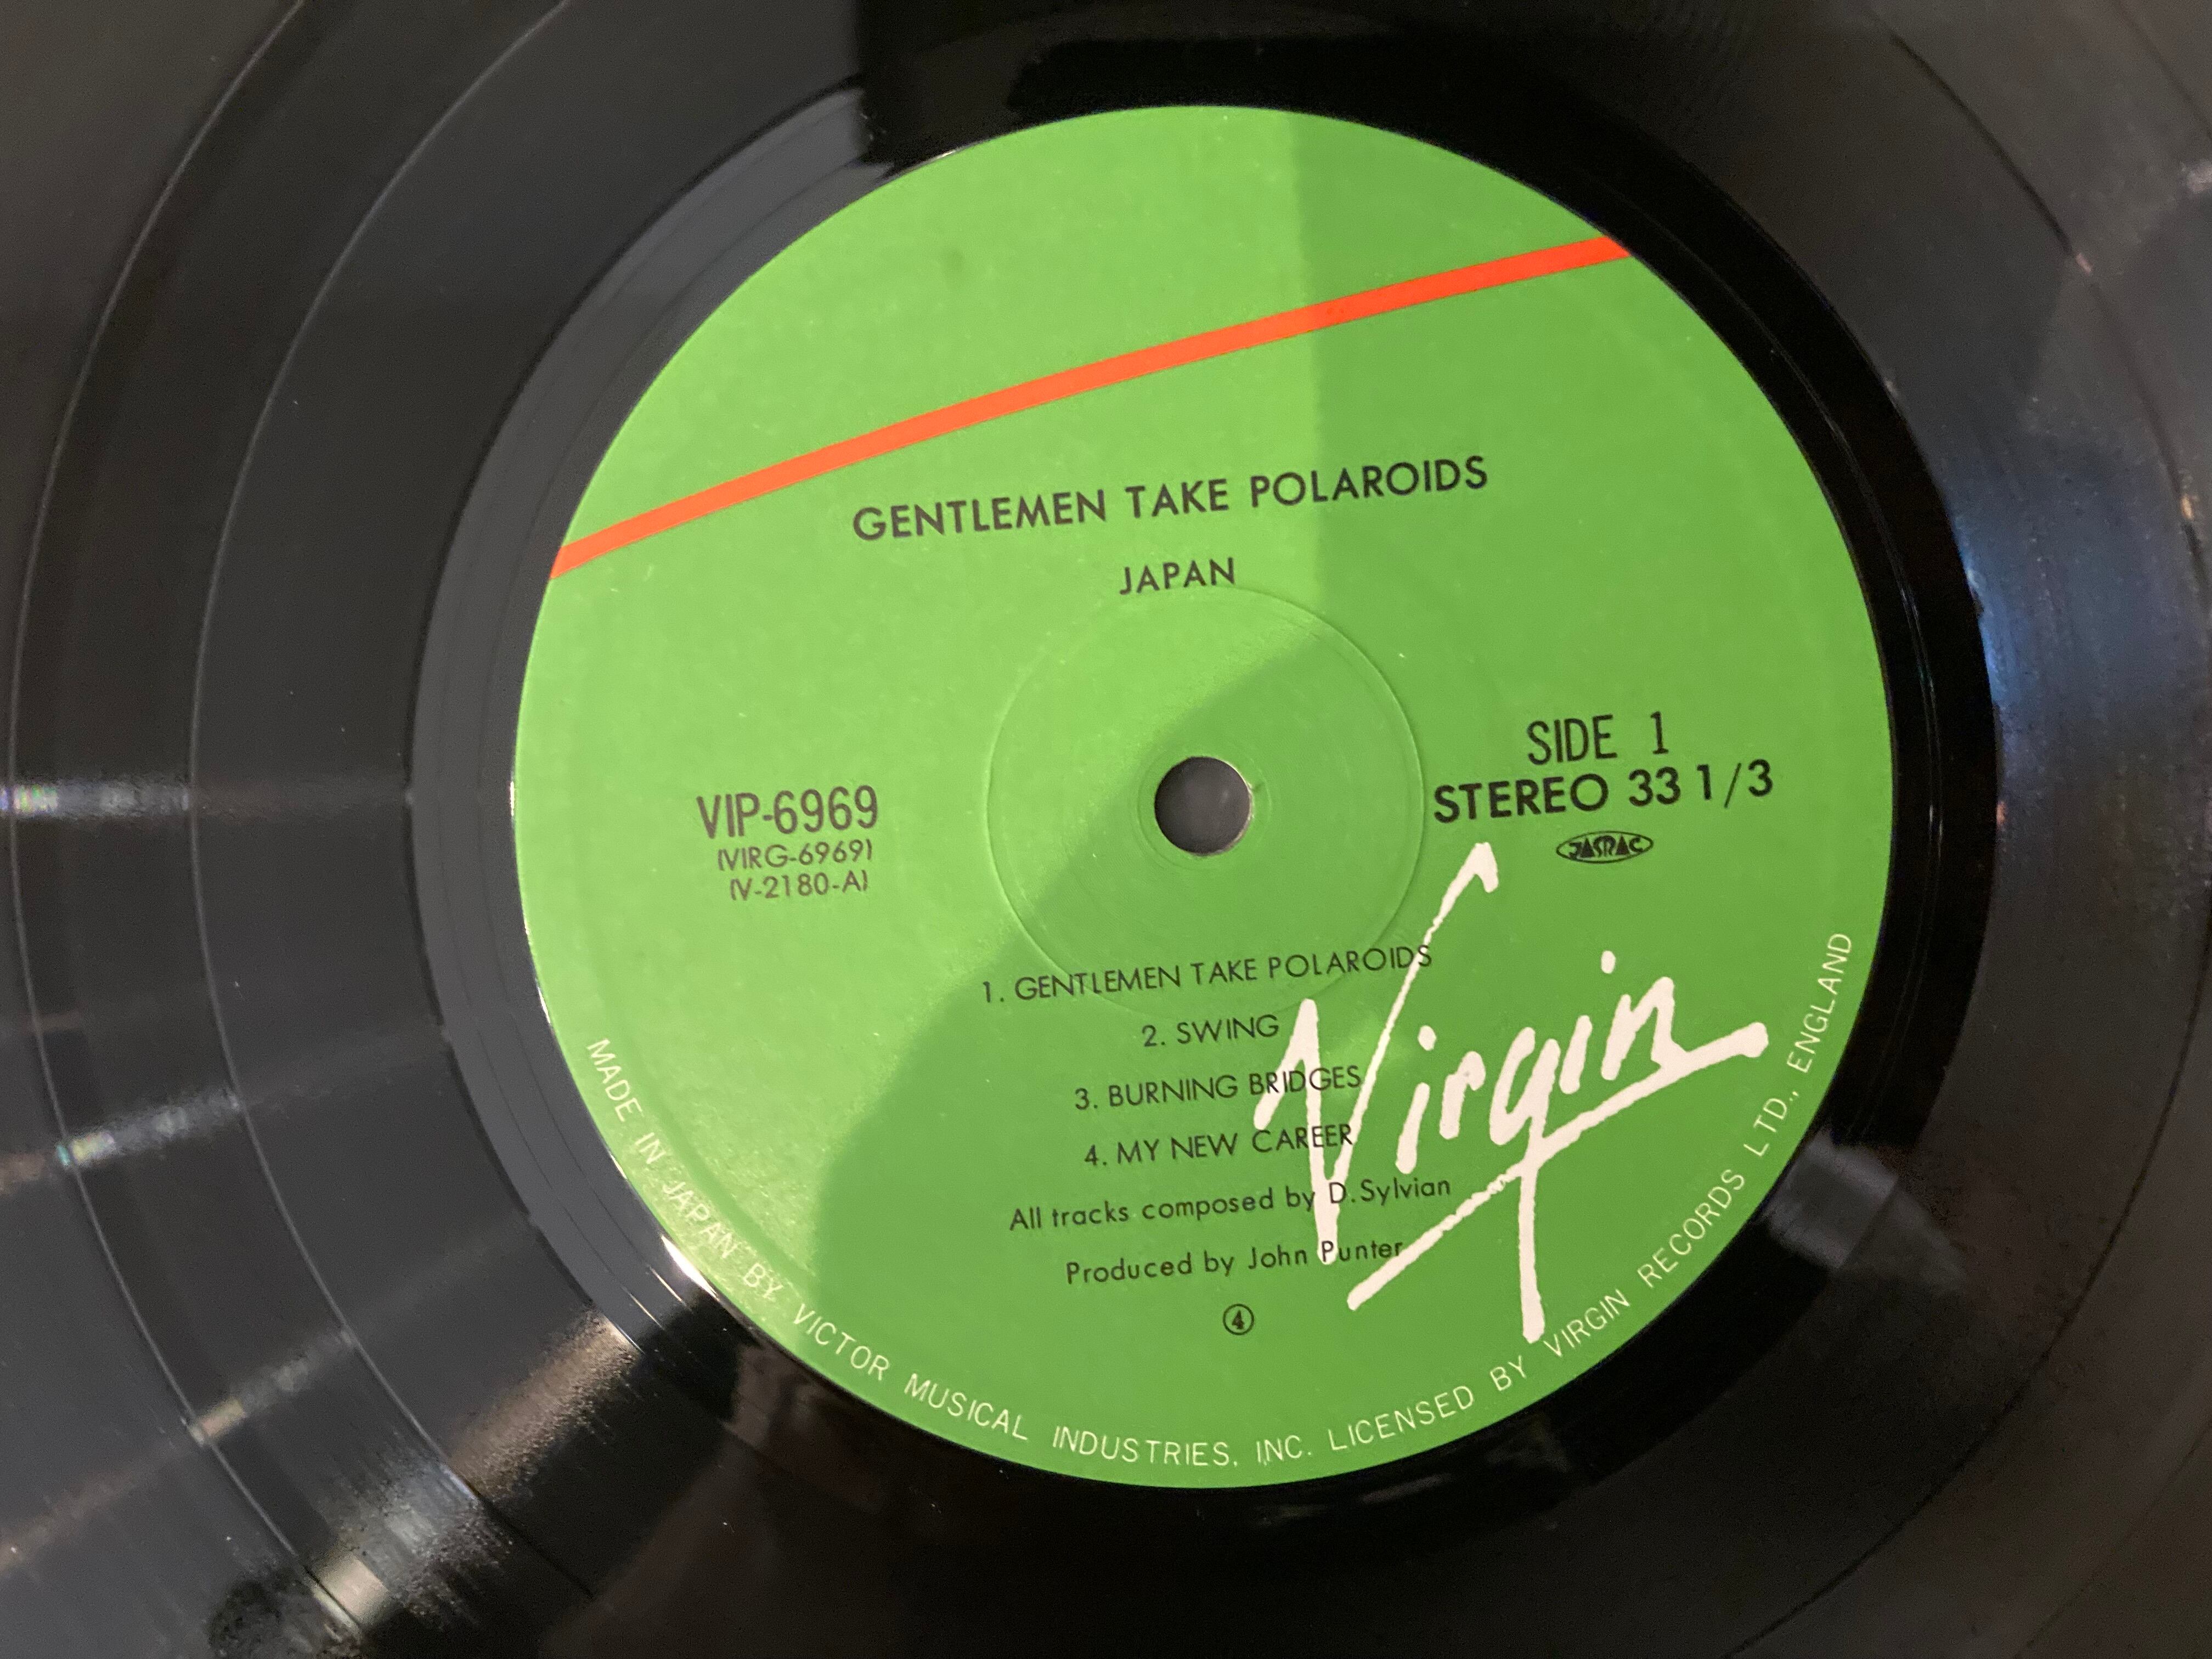 GENTLEMEN TAKE POLAROIDS
JAPAN
SIDE 1
STEREO 33 1/3
JASRAC
VIP-6969
(VIRG-6969)
(V-2180-A)
1. GENTLEMEN TAKE POLAROIDS
2. SWING
3. BURNING BRIDGES
4. MY NEW CAREER
All tracks composed by D.Sylvian
Produced by John Punter
④
Virgin
MADE IN JAPAN BY VICTOR MUSICAL INDUSTRIES, INC. LICENSED BY VIRGIN RECORDS LTD., ENGLAND